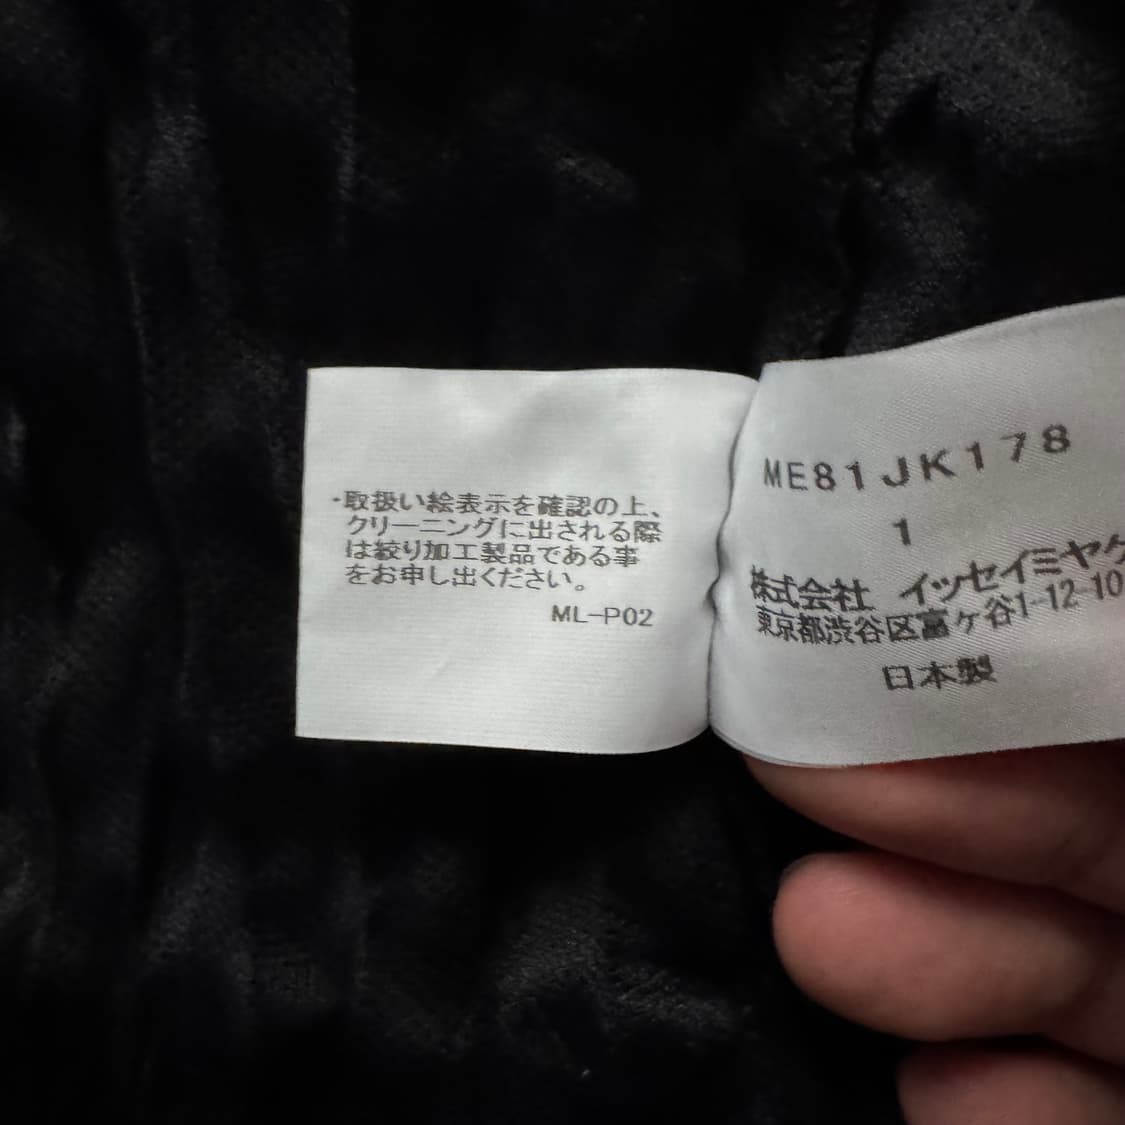 ・取扱い絵表示を確認の上、
クリーニングに出される際
は絞り加工製品である事
をお申し出ください。
ML-P02
ME81JK178
1
株式会社 イッセイミヤケ
東京都渋谷区富ヶ谷1-12-10
日本製